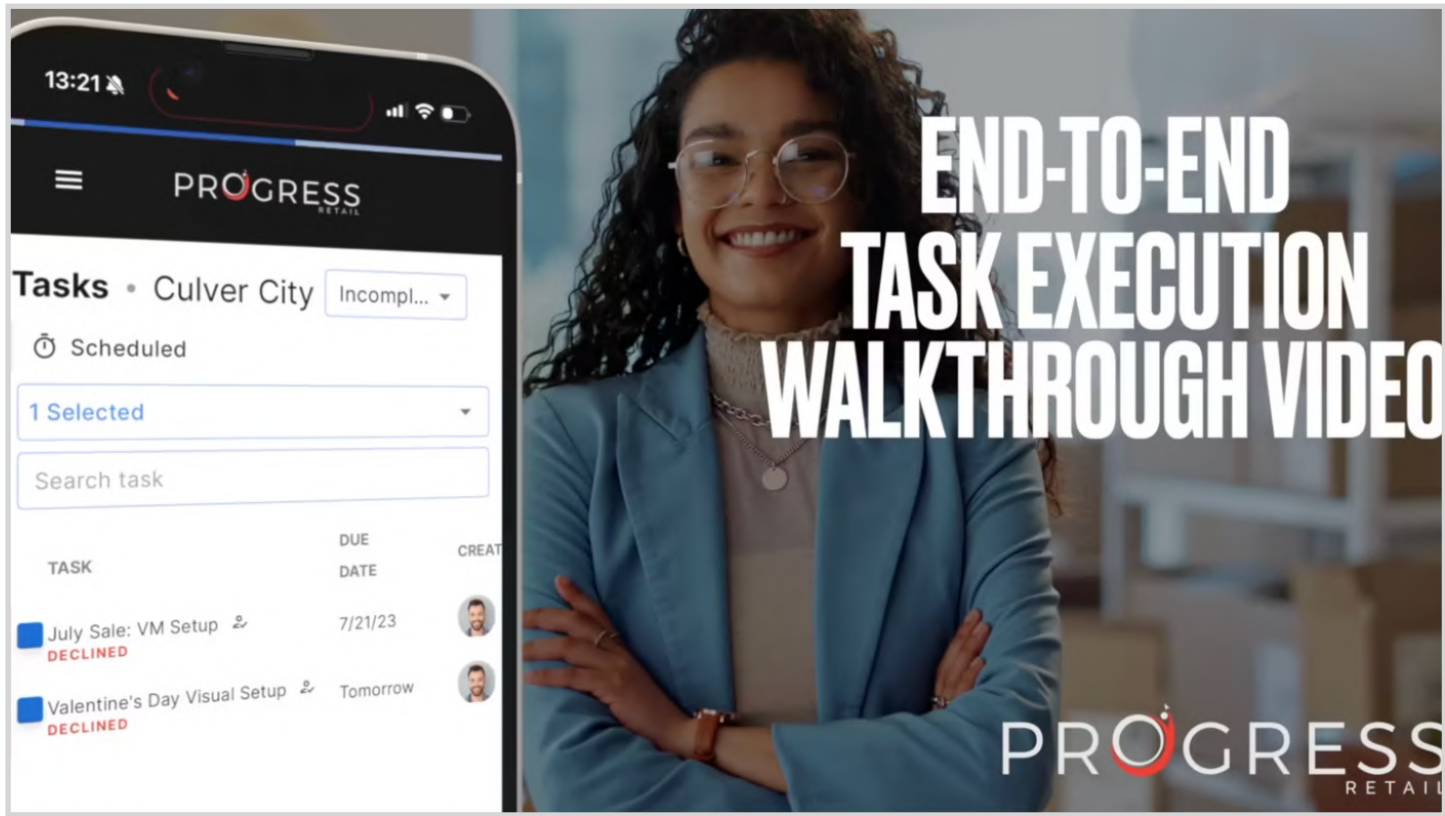 13:21
PROGRESS
RETAIL
Tasks • Culver City Incompl...
Scheduled
1 Selected
Search task
TASK DUE DATE CREAT
July Sale: VM Setup 7/21/23
DECLINED
Valentine's Day Visual Setup Tomorrow
DECLINED
END-TO-END
TASK EXECUTION
WALKTHROUGH VIDEO
PROGRESS
RETAIL